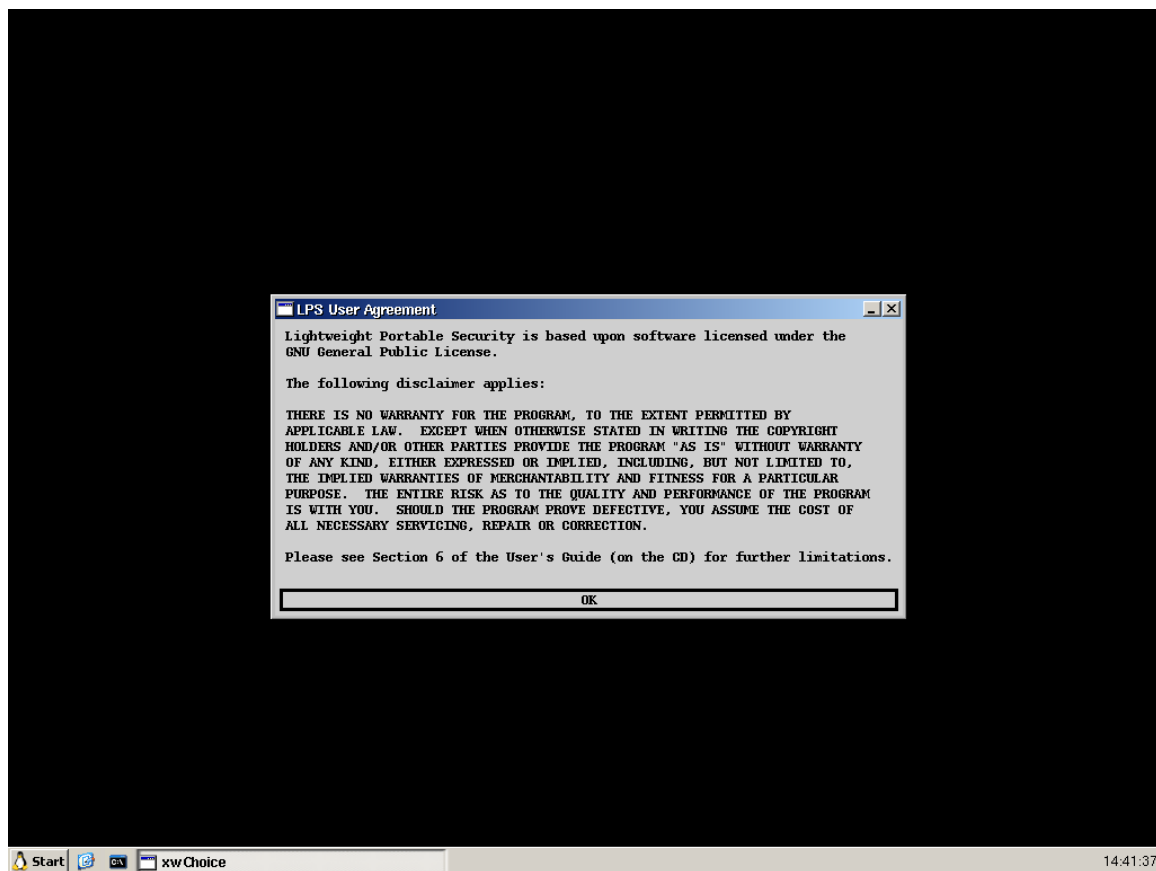 LPS User Agreement
Lightweight Portable Security is based upon software licensed under the
GNU General Public License.
The following disclaimer applies:
THERE IS NO WARRANTY FOR THE PROGRAM, TO THE EXTENT PERMITTED BY
APPLICABLE LAW.  EXCEPT WHEN OTHERWISE STATED IN WRITING THE COPYRIGHT
HOLDERS AND/OR OTHER PARTIES PROVIDE THE PROGRAM "AS IS" WITHOUT WARRANTY
OF ANY KIND, EITHER EXPRESSED OR IMPLIED, INCLUDING, BUT NOT LIMITED TO,
THE IMPLIED WARRANTIES OF MERCHANTABILITY AND FITNESS FOR A PARTICULAR
PURPOSE.  THE ENTIRE RISK AS TO THE QUALITY AND PERFORMANCE OF THE PROGRAM
IS WITH YOU.  SHOULD THE PROGRAM PROVE DEFECTIVE, YOU ASSUME THE COST OF
ALL NECESSARY SERVICING, REPAIR OR CORRECTION.
Please see Section 6 of the User's Guide (on the CD) for further limitations.
OK
Start C:\ xwChoice 14:41:37